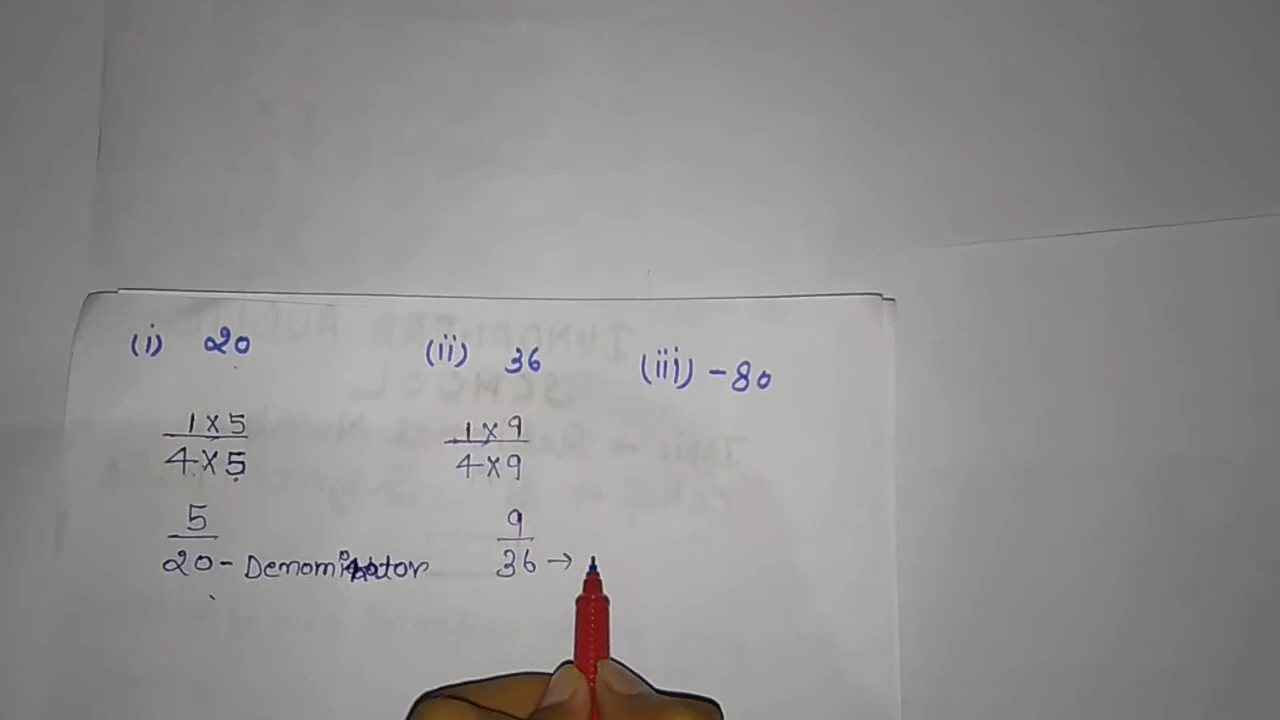 (i) 20 (ii) 36 (iii) -80
1 x 5 1 x 9
4 x 5 4 x 9
5 9
20 - Denominator 36 →